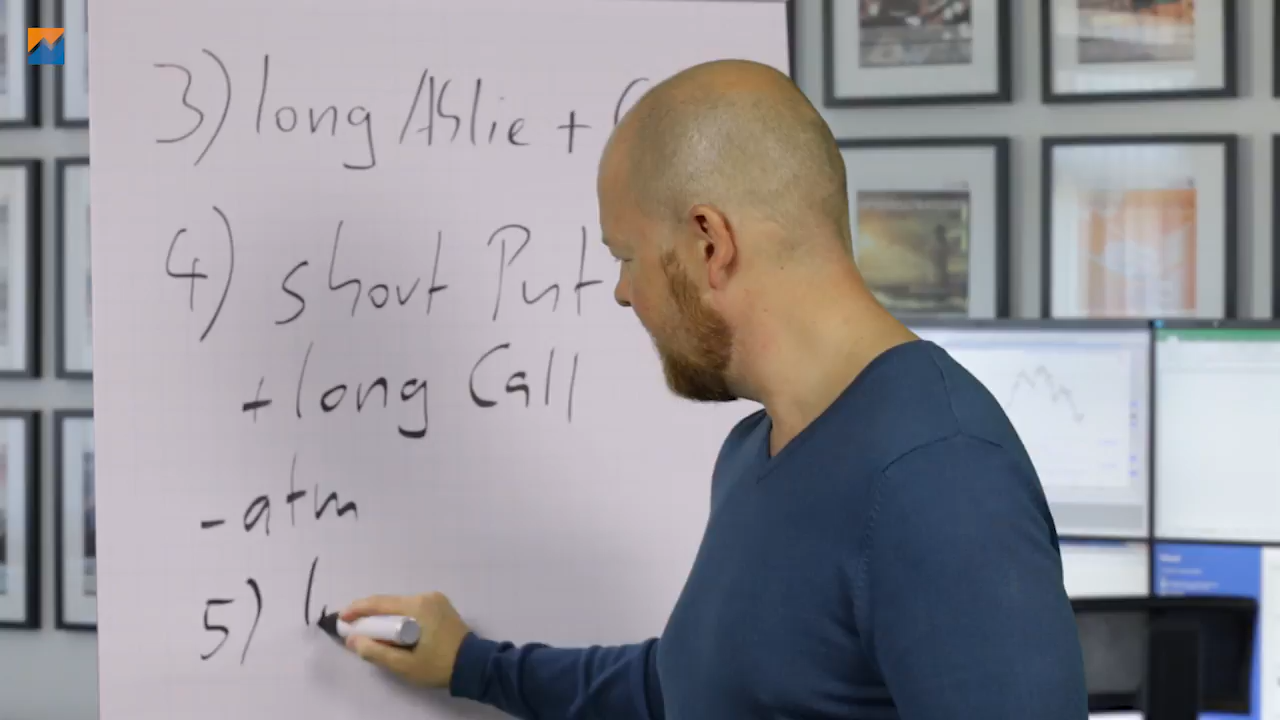 3) long Aktie +
4) short Put
+ long Call
- atm
5) l